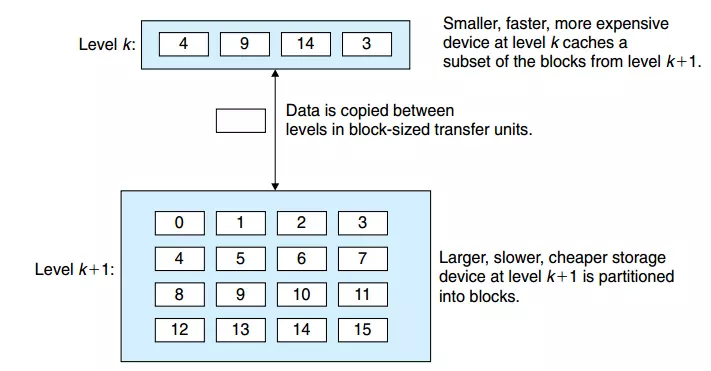 Level k:
4 9 14 3
Smaller, faster, more expensive
device at level k caches a
subset of the blocks from level k+1.
Data is copied between
levels in block-sized transfer units.
Level k+1:
0 1 2 3
4 5 6 7
8 9 10 11
12 13 14 15
Larger, slower, cheaper storage
device at level k+1 is partitioned
into blocks.